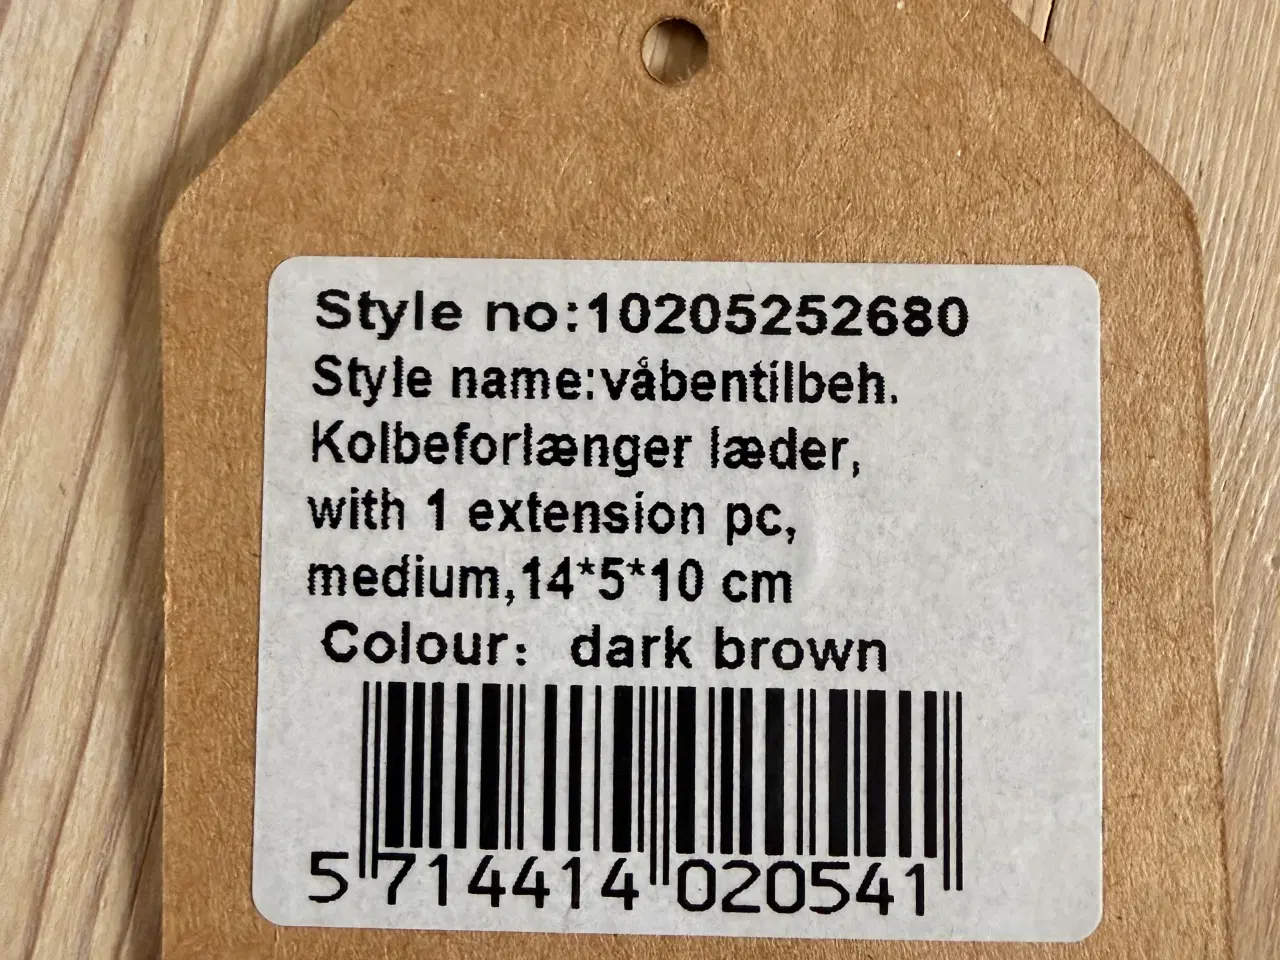 Style no:10205252680
Style name:våbentilbeh.
Kolbeforlænger læder,
with 1 extension pc,
medium,14*5*10 cm
Colour: dark brown
5 714414 020541